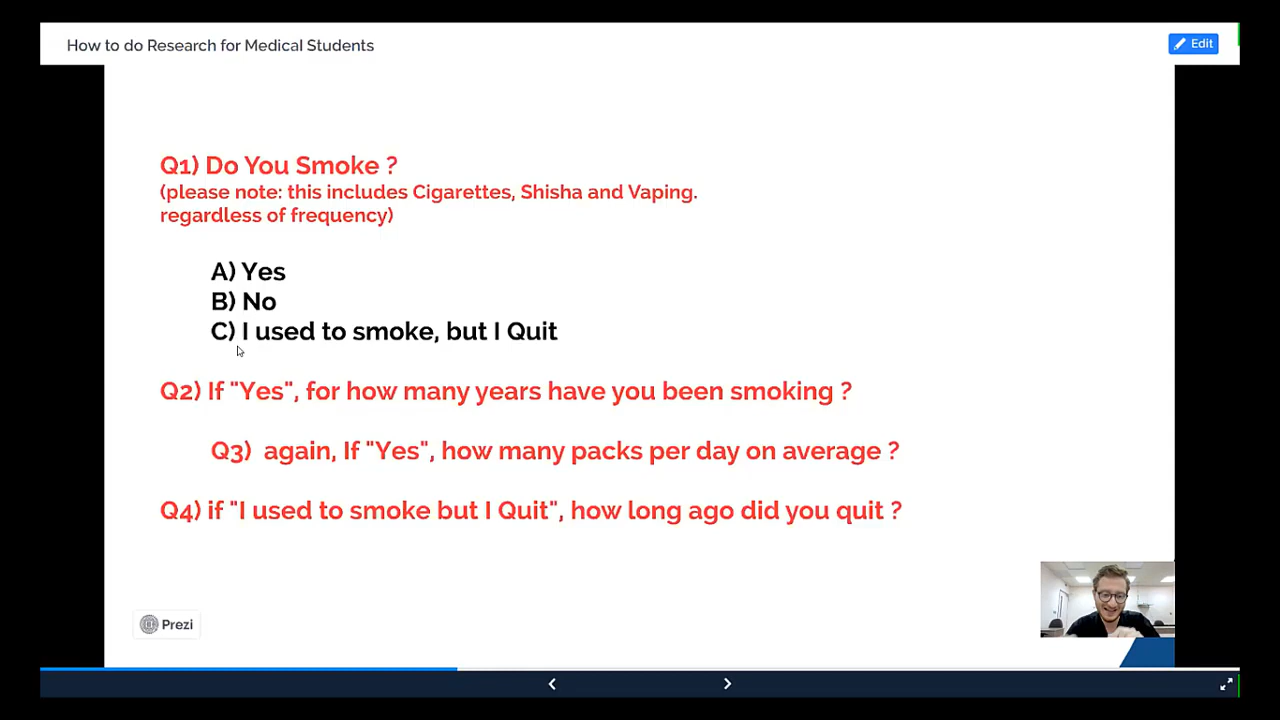 How to do Research for Medical Students
Edit
Q1) Do You Smoke ?
(please note: this includes Cigarettes, Shisha and Vaping.
regardless of frequency)
A) Yes
B) No
C) I used to smoke, but I Quit
Q2) If "Yes", for how many years have you been smoking ?
Q3)  again, If "Yes", how many packs per day on average ?
Q4) if "I used to smoke but I Quit", how long ago did you quit ?
Prezi